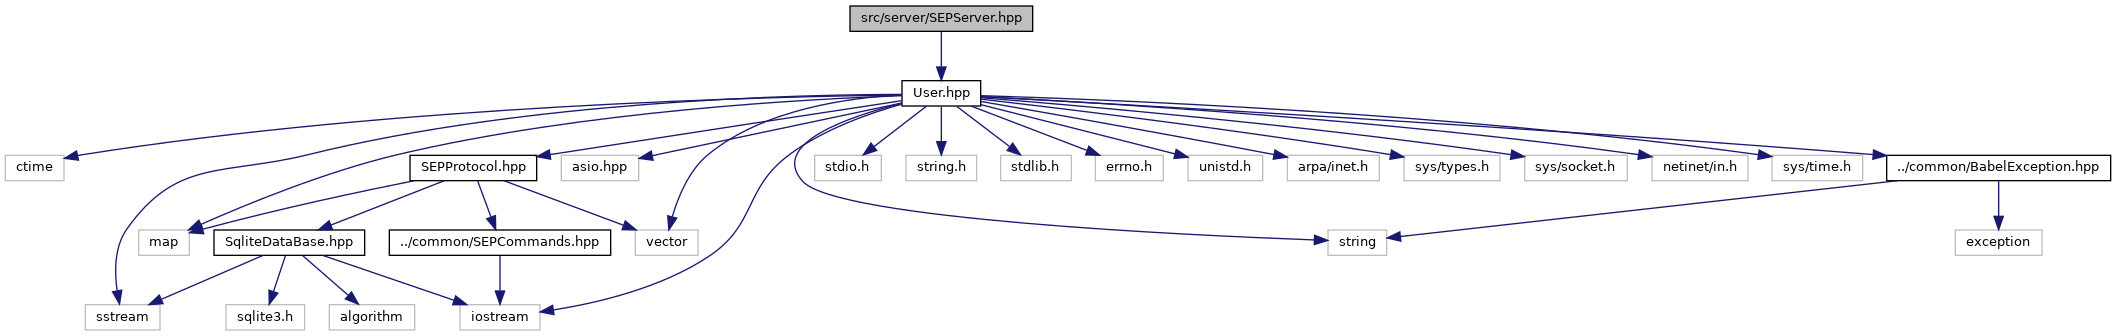 src/server/SEPServer.hpp
User.hpp
ctime
SEPProtocol.hpp
asio.hpp
stdio.h
string.h
stdlib.h
errno.h
unistd.h
arpa/inet.h
sys/types.h
sys/socket.h
netinet/in.h
sys/time.h
../common/BabelException.hpp
map
SqliteDataBase.hpp
../common/SEPCommands.hpp
vector
string
exception
sstream
sqlite3.h
algorithm
iostream